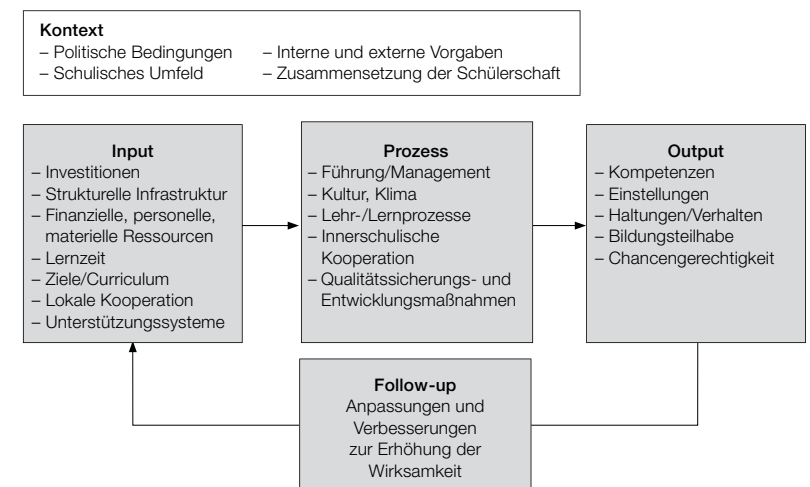 Kontext
– Politische Bedingungen – Interne und externe Vorgaben
– Schulisches Umfeld – Zusammensetzung der Schülerschaft
Input
– Investitionen
– Strukturelle Infrastruktur
– Finanzielle, personelle,
materielle Ressourcen
– Lernzeit
– Ziele/Curriculum
– Lokale Kooperation
– Unterstützungssysteme
Prozess
– Führung/Management
– Kultur, Klima
– Lehr-/Lernprozesse
– Innerschulische
Kooperation
– Qualitätssicherungs- und
Entwicklungsmaßnahmen
Output
– Kompetenzen
– Einstellungen
– Haltungen/Verhalten
– Bildungsteilhabe
– Chancengerechtigkeit
Follow-up
Anpassungen und
Verbesserungen
zur Erhöhung der
Wirksamkeit